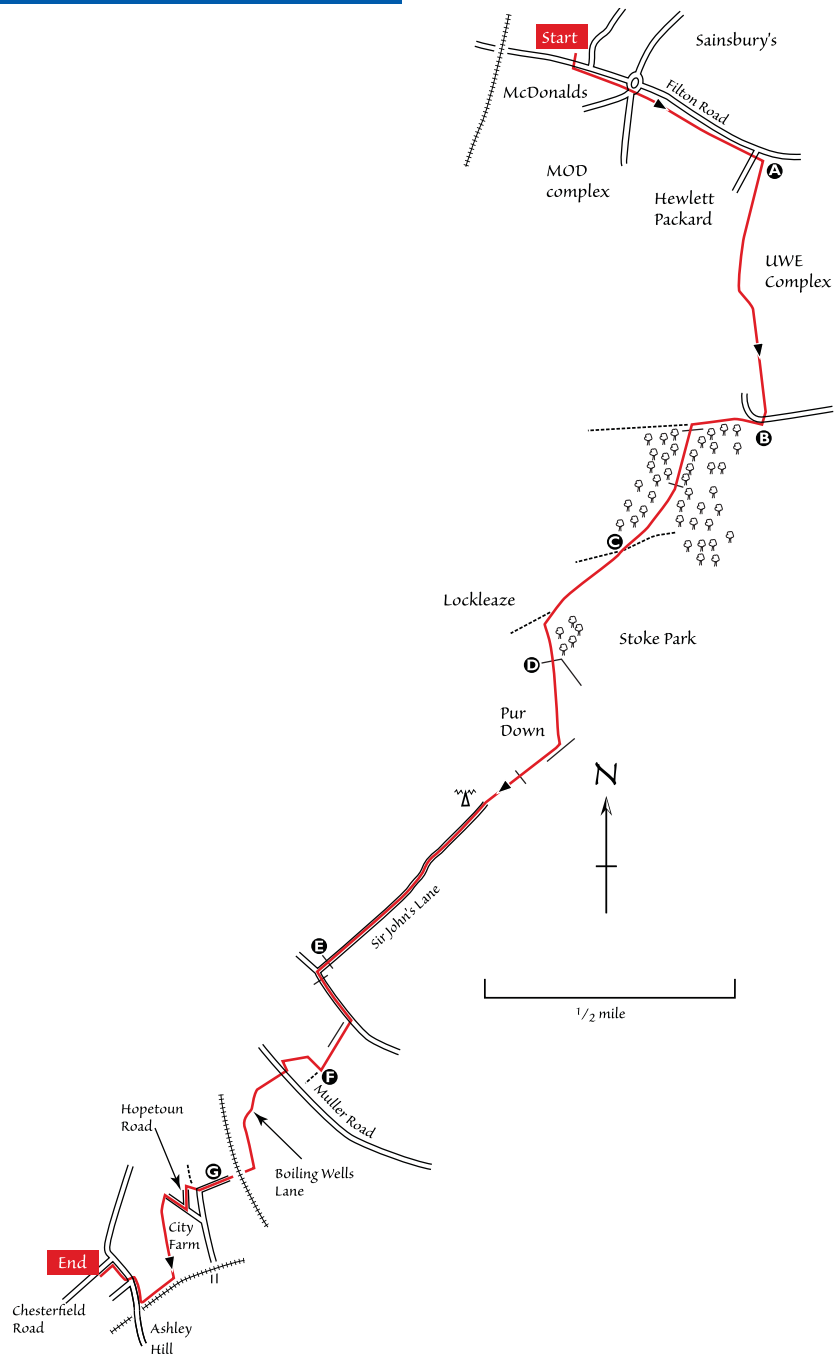 Start
Sainsbury's
McDonalds
Filton Road
MOD
complex
A
Hewlett
Packard
UWE
Complex
B
C
Lockleaze
Stoke Park
D
Pur
Down
N
Sir John's Lane
E
1/2 mile
F
Muller Road
Hopetoun
Road
G
Boiling Wells
Lane
City
Farm
End
Chesterfield
Road
Ashley
Hill